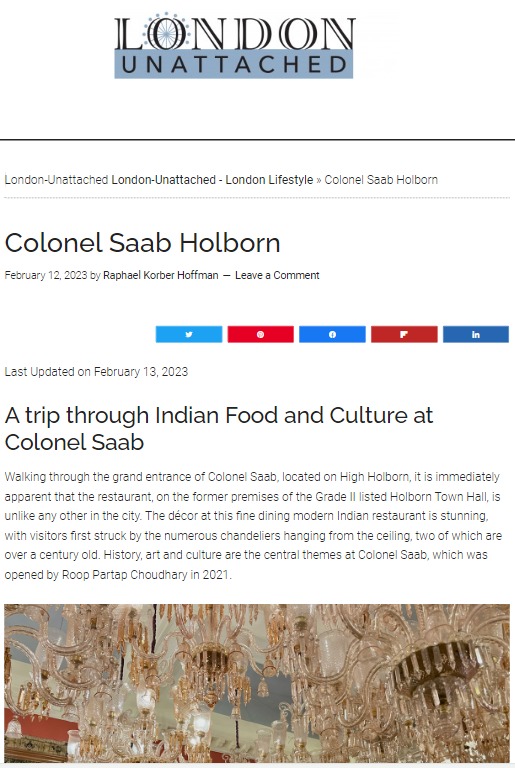 LONDON
UNATTACHED
London-Unattached London-Unattached - London Lifestyle » Colonel Saab Holborn
Colonel Saab Holborn
February 12, 2023 by Raphael Korber Hoffman — Leave a Comment
Last Updated on February 13, 2023
A trip through Indian Food and Culture at
Colonel Saab
Walking through the grand entrance of Colonel Saab, located on High Holborn, it is immediately
apparent that the restaurant, on the former premises of the Grade II listed Holborn Town Hall, is
unlike any other in the city. The décor at this fine dining modern Indian restaurant is stunning,
with visitors first struck by the numerous chandeliers hanging from the ceiling, two of which are
over a century old. History, art and culture are the central themes at Colonel Saab, which was
opened by Roop Partap Choudhary in 2021.